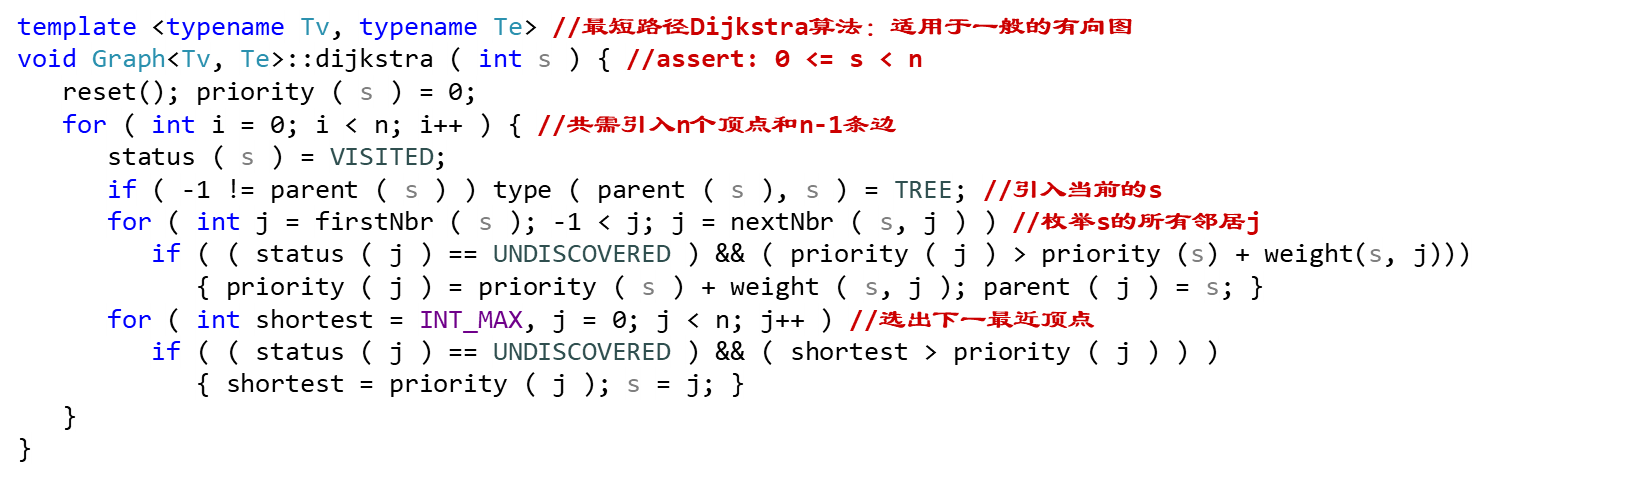 template <typename Tv, typename Te> //最短路径Dijkstra算法：适用于一般的有向图
void Graph<Tv, Te>::dijkstra ( int s ) { //assert: 0 <= s < n
   reset(); priority ( s ) = 0;
   for ( int i = 0; i < n; i++ ) { //共需引入n个顶点和n-1条边
      status ( s ) = VISITED;
      if ( -1 != parent ( s ) ) type ( parent ( s ), s ) = TREE; //引入当前的s
      for ( int j = firstNbr ( s ); -1 < j; j = nextNbr ( s, j ) ) //枚举s的所有邻居j
         if ( ( status ( j ) == UNDISCOVERED ) && ( priority ( j ) > priority (s) + weight(s, j)))
            { priority ( j ) = priority ( s ) + weight ( s, j ); parent ( j ) = s; }
      for ( int shortest = INT_MAX, j = 0; j < n; j++ ) //选出下一最近顶点
         if ( ( status ( j ) == UNDISCOVERED ) && ( shortest > priority ( j ) ) )
            { shortest = priority ( j ); s = j; }
   }
}